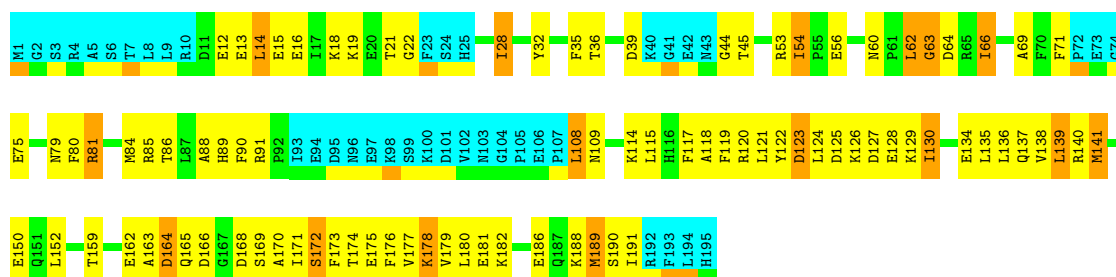 M1 G2 S3 R4 A5 S6 T7 L8 L9 R10 D11 E12 E13 L14 E15 E16 I17 K18 K19 E20 T21 G22 F23 S24 H25 I28 Y32 F35 T36 D39 K40 G41 E42 N43 G44 T45 R53 I54 P55 E56 N60 P61 L62 G63 D64 R65 I66 A69 F70 F71 P72 E73 G74
E75 N79 F80 R81 M84 R85 T86 L87 A88 H89 F90 R91 P92 I93 E94 D95 N96 E97 K98 S99 K100 D101 V102 N103 G104 P105 E106 P107 L108 N109 K114 L115 H116 F117 A118 F119 R120 L121 Y122 D123 L124 D125 K126 D127 E128 K129 I130 E134 L135 L136 Q137 V138 L139 R140 M141
E150 Q151 L152 T159 E162 A163 D164 Q165 D166 G167 D168 S169 A170 I171 S172 F173 T174 E175 F176 V177 K178 V179 L180 E181 K182 E186 Q187 K188 M189 S190 I191 R192 F193 L194 H195